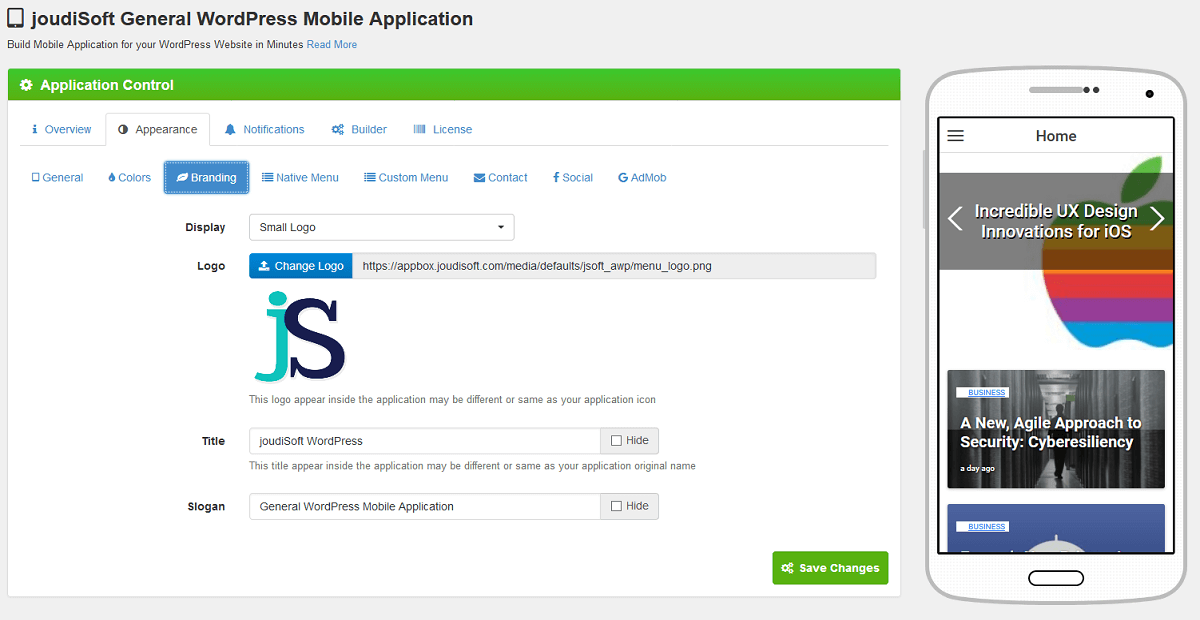 joudiSoft General WordPress Mobile Application
Build Mobile Application for your WordPress Website in Minutes Read More
Application Control
Overview
Appearance
Notifications
Builder
License
General
Colors
Branding
Native Menu
Custom Menu
Contact
Social
AdMob
Display
Small Logo
Logo
Change Logo
https://appbox.joudisoft.com/media/defaults/jsoft_awp/menu_logo.png
jS
This logo appear inside the application may be different or same as your application icon
Title
joudiSoft WordPress
Hide
This title appear inside the application may be different or same as your application original name
Slogan
General WordPress Mobile Application
Hide
Save Changes
Home
Incredible UX Design
Innovations for iOS
BUSINESS
A New, Agile Approach to
Security: Cyberesiliency
a day ago
BUSINESS